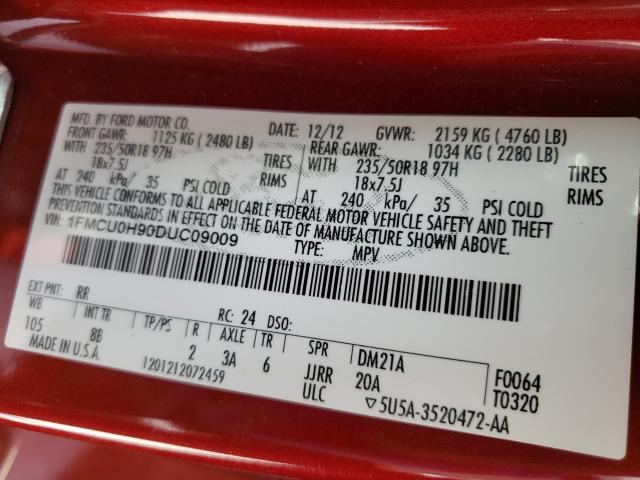 MFD. BY FORD MOTOR CO. DATE: 12/12 GVWR: 2159 KG ( 4760 LB)
FRONT GAWR: 1125 KG ( 2480 LB) REAR GAWR: 1034 KG ( 2280 LB)
WITH 235/50R18 97H TIRES WITH 235/50R18 97H TIRES
18x7.5J RIMS 18x7.5J RIMS
AT 240 kPa/ 35 PSI COLD AT 240 kPa/ 35 PSI COLD
THIS VEHICLE CONFORMS TO ALL APPLICABLE FEDERAL MOTOR VEHICLE SAFETY AND THEFT
STANDARDS IN EFFECT ON THE DATE OF MANUFACTURE SHOWN ABOVE.
VIN: 1FMCU0H90DUC09009
TYPE: MPV
EXT PNT: RR RC: 24 DSO:
WB INT TR TP/PS R AXLE TR SPR DM21A F0064
105 8B 2 3A 6 JJRR 20A T0320
MADE IN U.S.A. ULC
1201212072459 ▽5U5A-3520472-AA